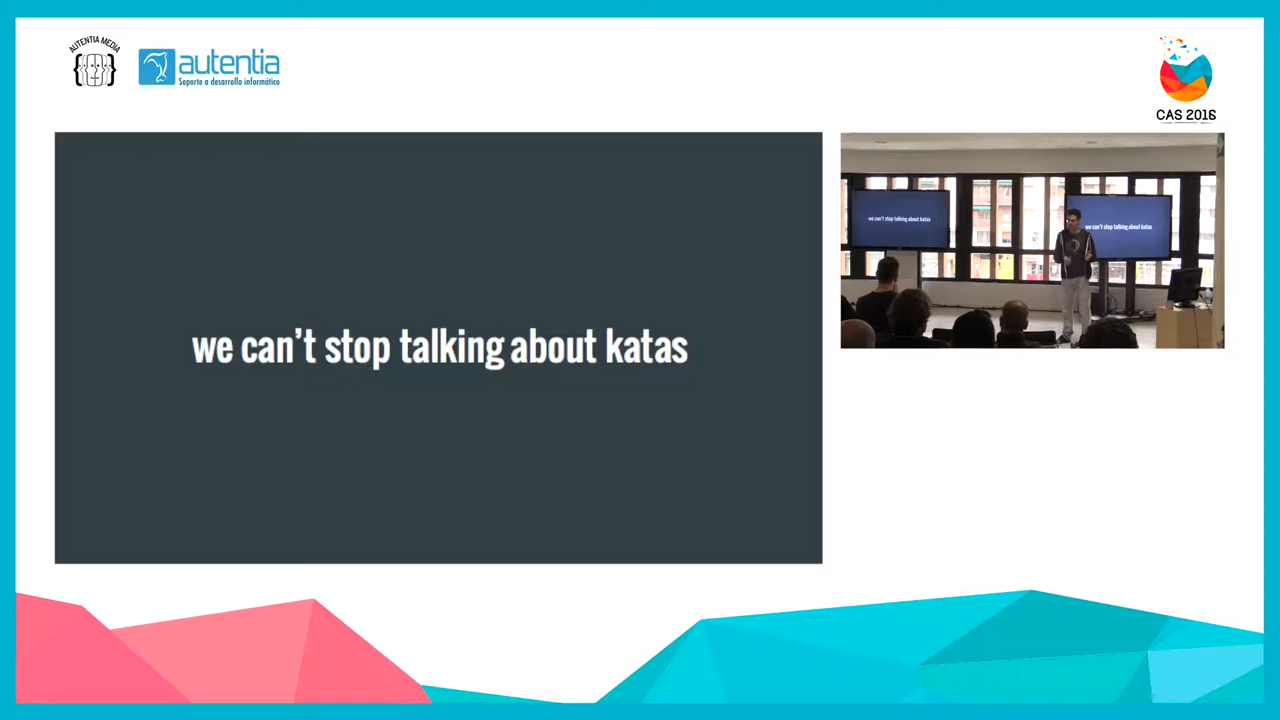 AUTENTIA MEDIA
autentia
Soporte a desarrollo informático
CAS 2016
we can't stop talking about katas
we can't stop talking about katas
we can't stop talking about katas